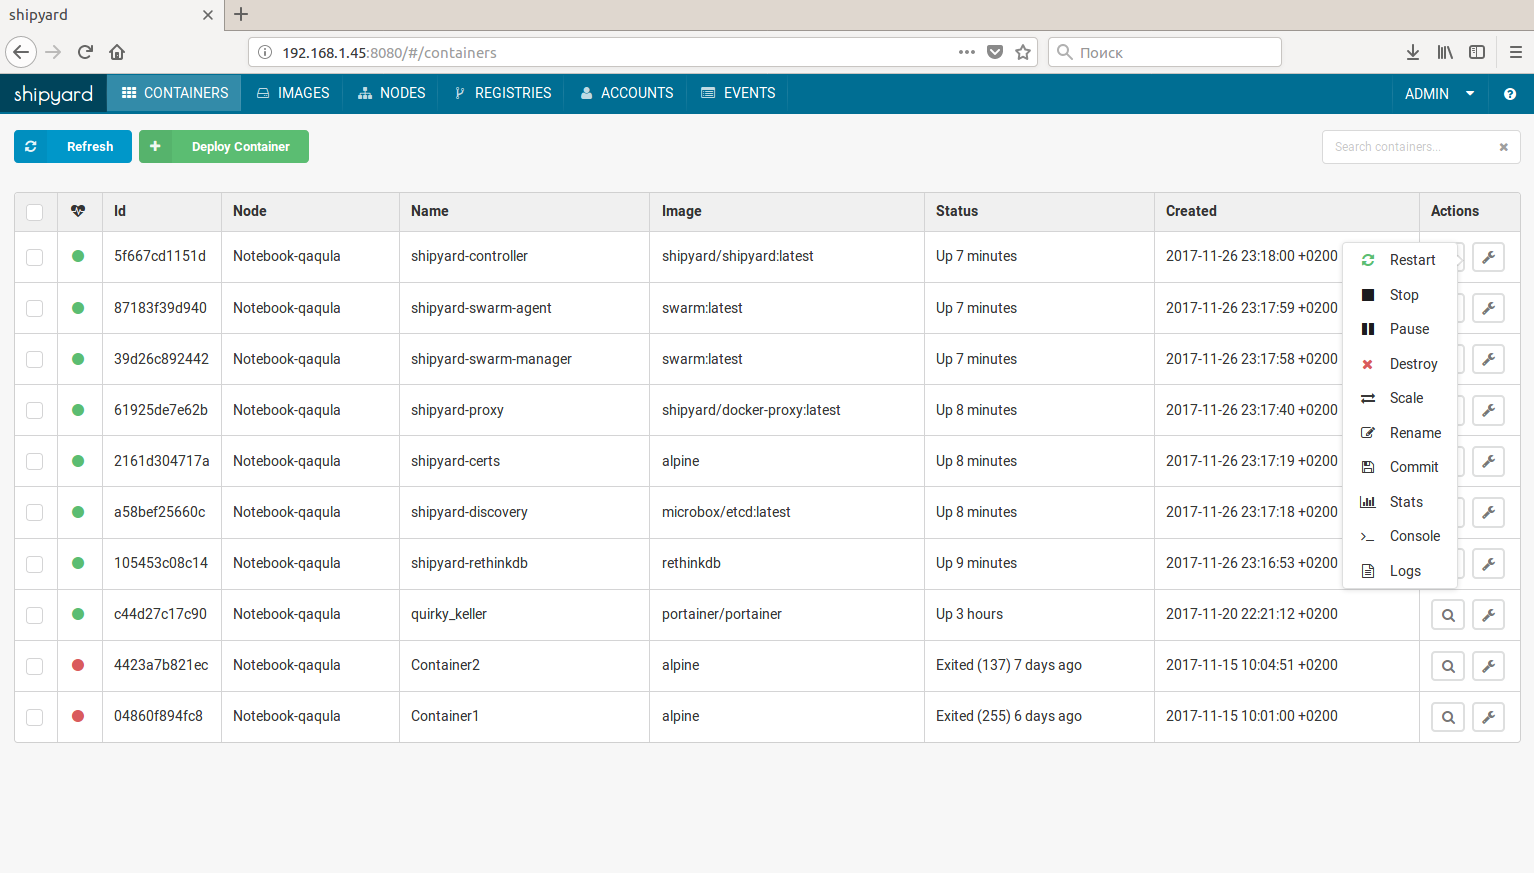 shipyard
192.168.1.45:8080/#/containers
Поиск
shipyard CONTAINERS IMAGES NODES REGISTRIES ACCOUNTS EVENTS ADMIN
Refresh Deploy Container Search containers...
Id Node Name Image Status Created Actions
5f667cd1151d Notebook-qaqula shipyard-controller shipyard/shipyard:latest Up 7 minutes 2017-11-26 23:18:00 +0200
87183f39d940 Notebook-qaqula shipyard-swarm-agent swarm:latest Up 7 minutes 2017-11-26 23:17:59 +0200
39d26c892442 Notebook-qaqula shipyard-swarm-manager swarm:latest Up 7 minutes 2017-11-26 23:17:58 +0200
61925de7e62b Notebook-qaqula shipyard-proxy shipyard/docker-proxy:latest Up 8 minutes 2017-11-26 23:17:40 +0200
2161d304717a Notebook-qaqula shipyard-certs alpine Up 8 minutes 2017-11-26 23:17:19 +0200
a58bef25660c Notebook-qaqula shipyard-discovery microbox/etcd:latest Up 8 minutes 2017-11-26 23:17:18 +0200
105453c08c14 Notebook-qaqula shipyard-rethinkdb rethinkdb Up 9 minutes 2017-11-26 23:16:53 +0200
c44d27c17c90 Notebook-qaqula quirky_keller portainer/portainer Up 3 hours 2017-11-20 22:21:12 +0200
4423a7b821ec Notebook-qaqula Container2 alpine Exited (137) 7 days ago 2017-11-15 10:04:51 +0200
04860f894fc8 Notebook-qaqula Container1 alpine Exited (255) 6 days ago 2017-11-15 10:01:00 +0200
Restart
Stop
Pause
Destroy
Scale
Rename
Commit
Stats
Console
Logs